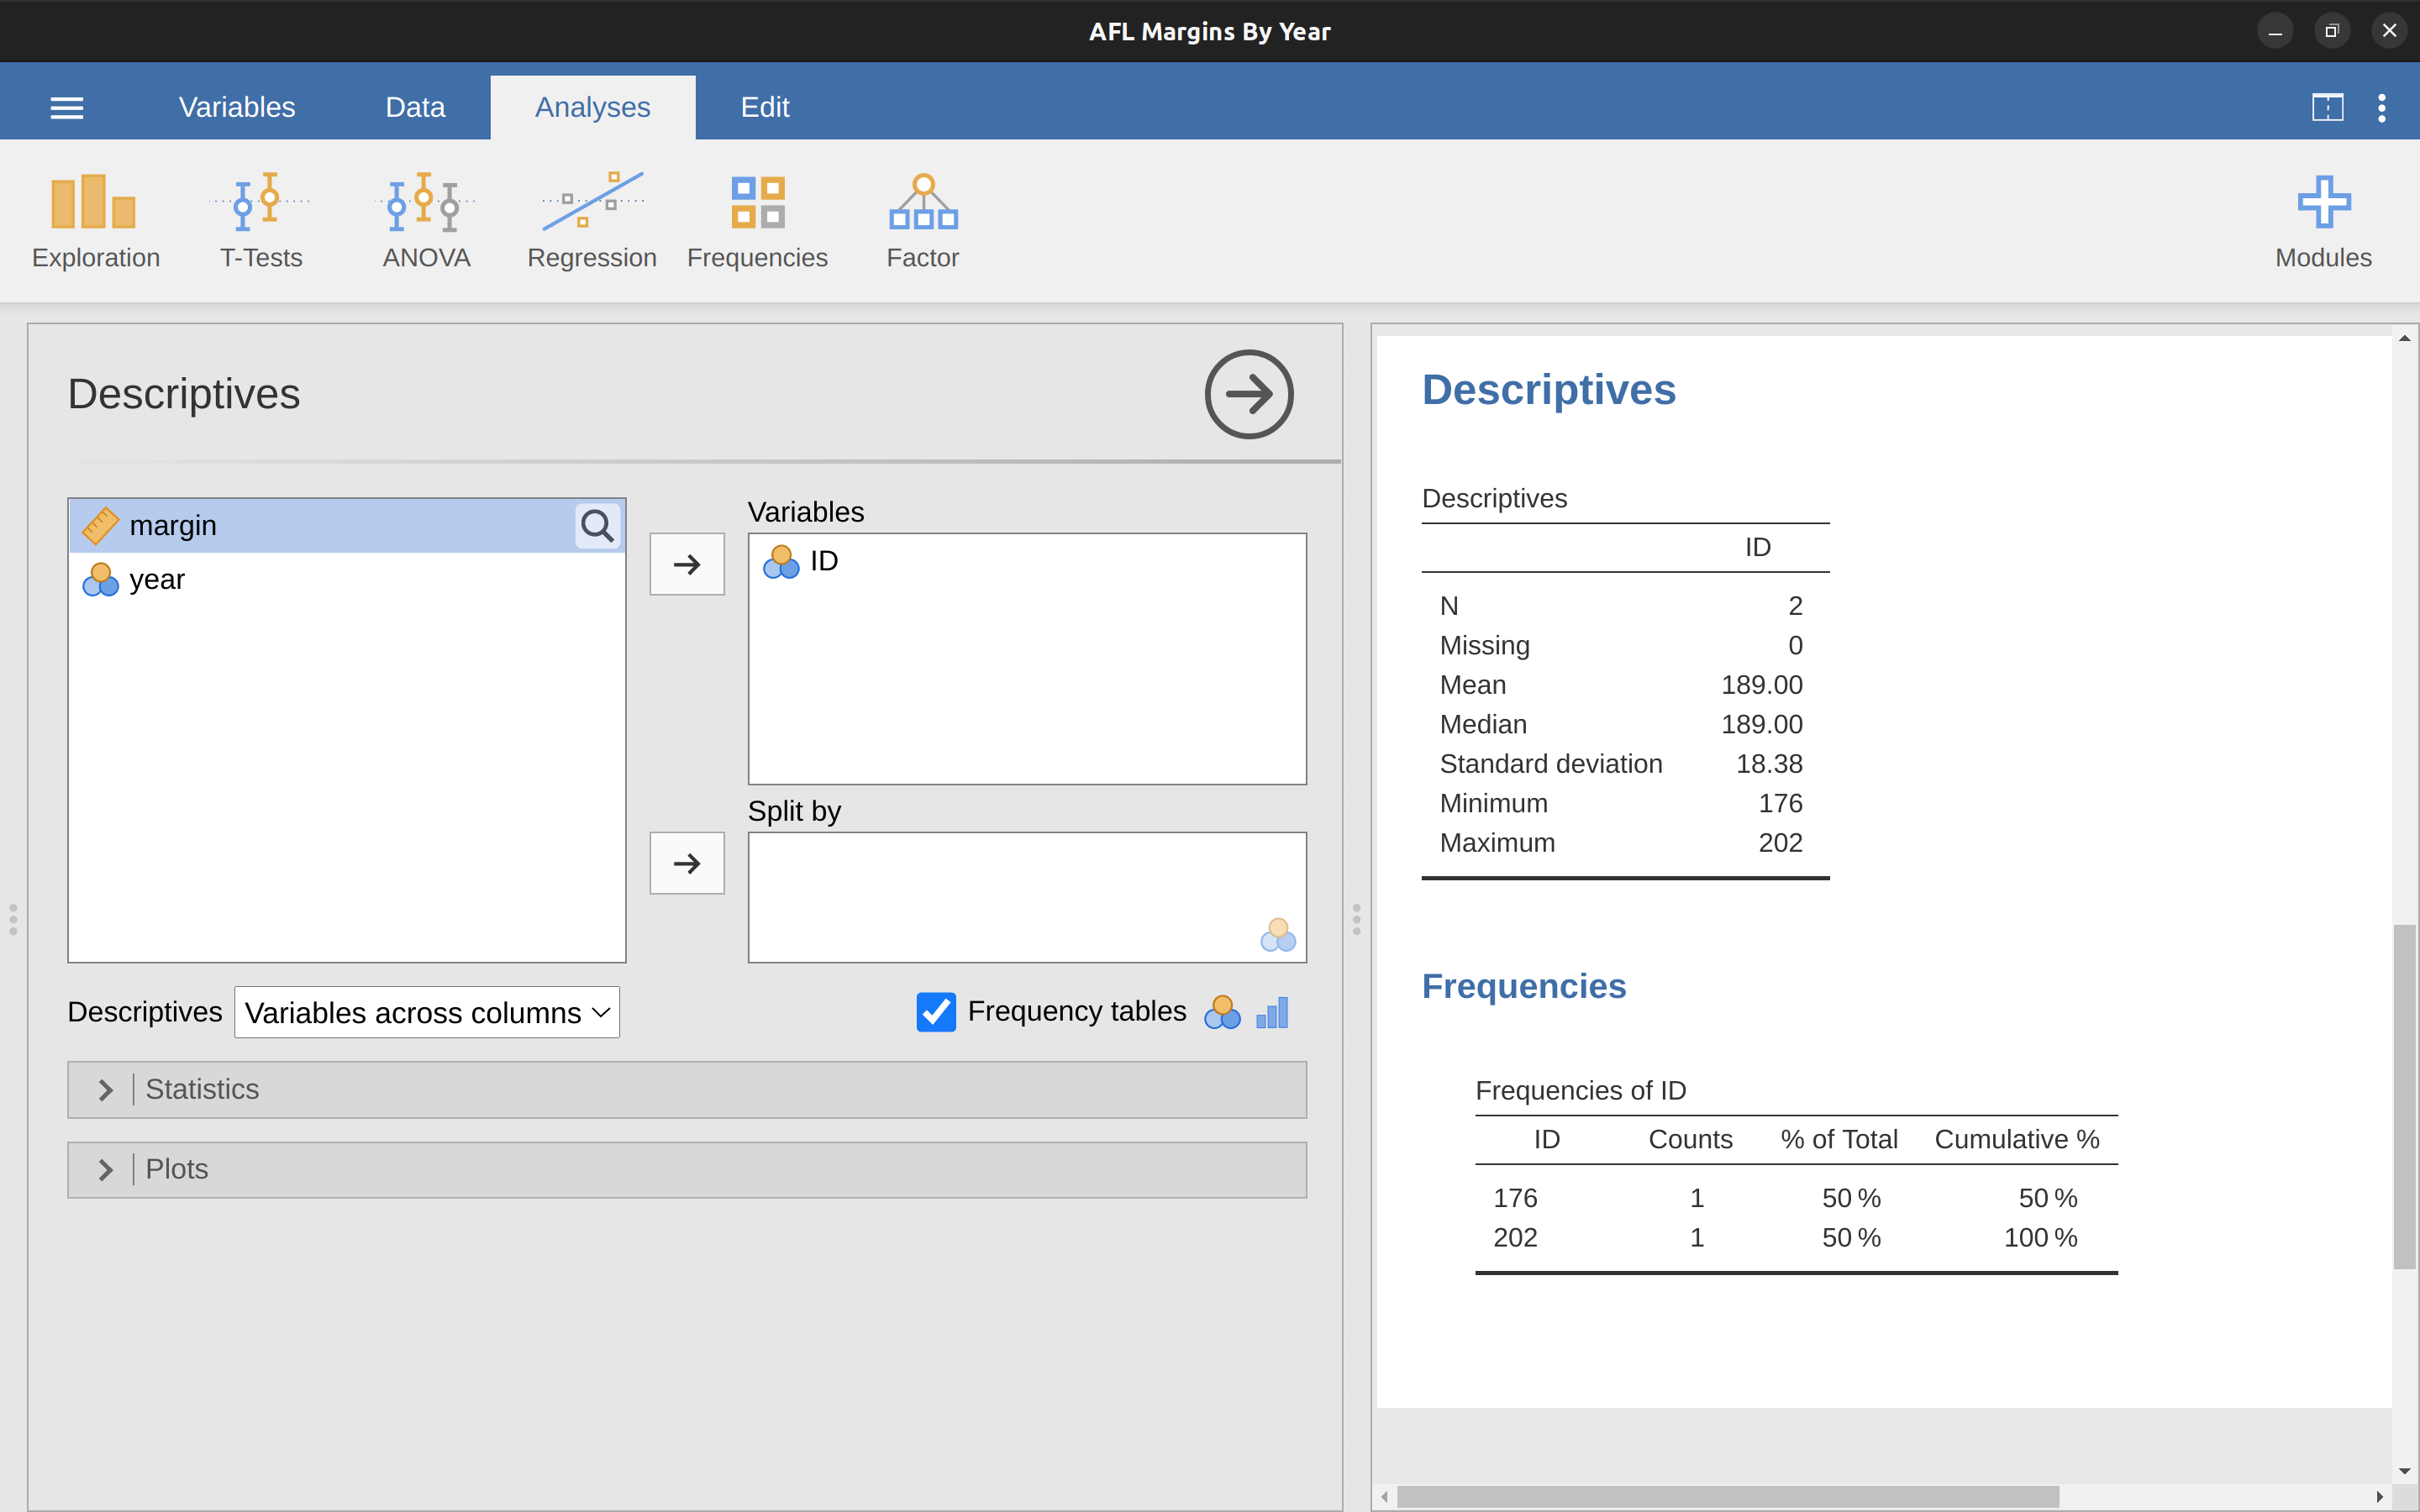 AFL Margins By Year
Variables Data Analyses Edit
Exploration T-Tests ANOVA Regression Frequencies Factor Modules
Descriptives
margin
year
Variables
ID
Split by
Descriptives Variables across columns Frequency tables
Statistics
Plots
Descriptives
Descriptives
ID
N 2
Missing 0
Mean 189.00
Median 189.00
Standard deviation 18.38
Minimum 176
Maximum 202
Frequencies
Frequencies of ID
ID Counts % of Total Cumulative %
176 1 50 % 50 %
202 1 50 % 100 %